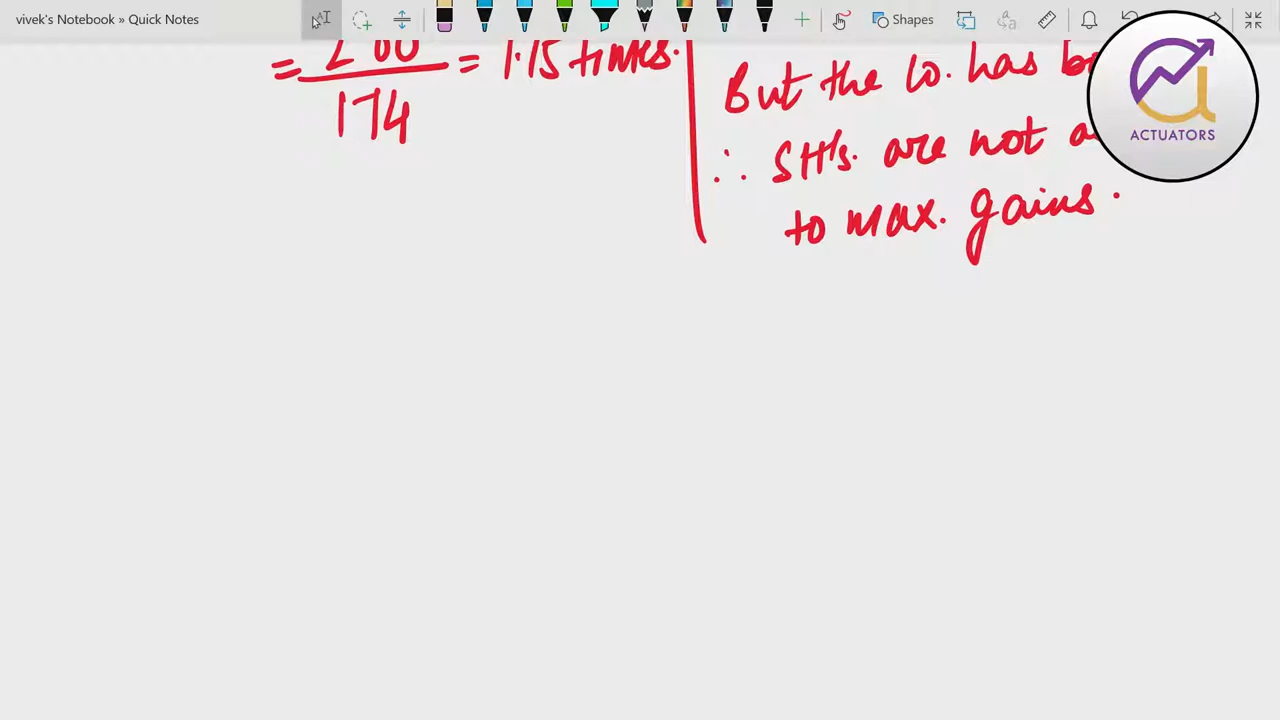 vivek's Notebook » Quick Notes
Shapes
= 200 = 1.15 times.
174
But the co. has
∴ SH's. are not
to max. gains.
ACTUATORS